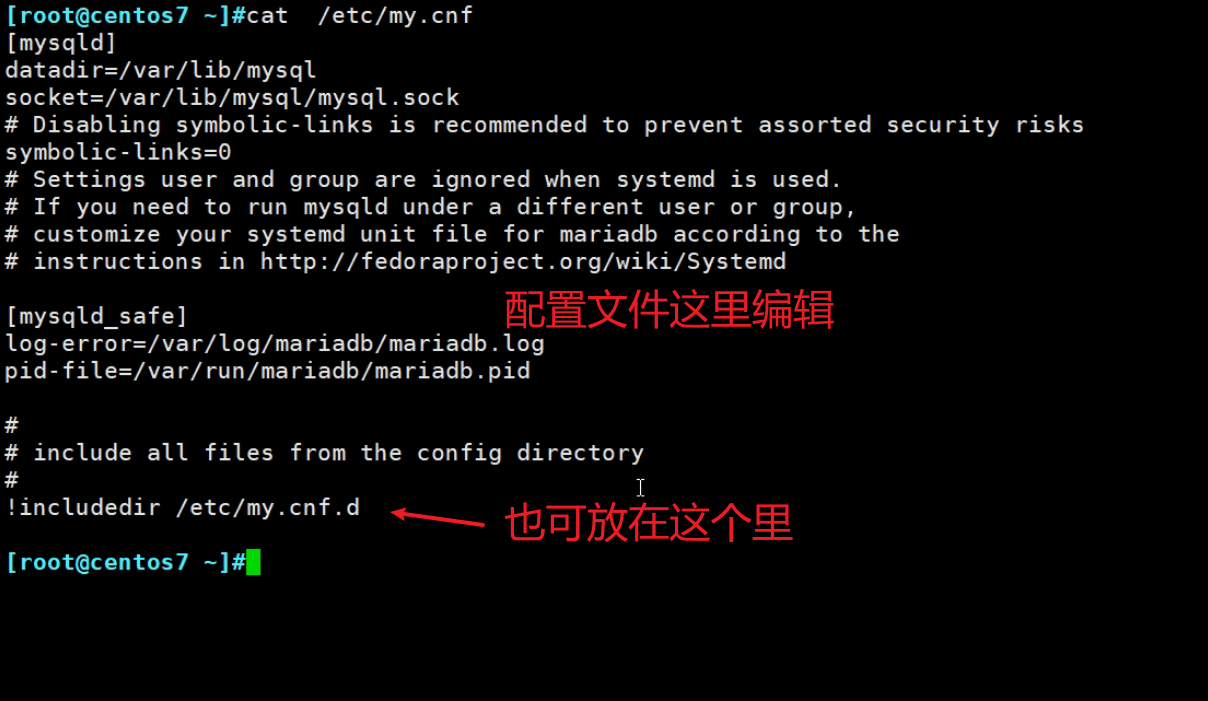 [root@centos7 ~]#cat  /etc/my.cnf
[mysqld]
datadir=/var/lib/mysql
socket=/var/lib/mysql/mysql.sock
# Disabling symbolic-links is recommended to prevent assorted security risks
symbolic-links=0
# Settings user and group are ignored when systemd is used.
# If you need to run mysqld under a different user or group,
# customize your systemd unit file for mariadb according to the
# instructions in http://fedoraproject.org/wiki/Systemd
配置文件这里编辑
[mysqld_safe]
log-error=/var/log/mariadb/mariadb.log
pid-file=/var/run/mariadb/mariadb.pid
#
# include all files from the config directory
#
!includedir /etc/my.cnf.d
也可放在这个里
[root@centos7 ~]#